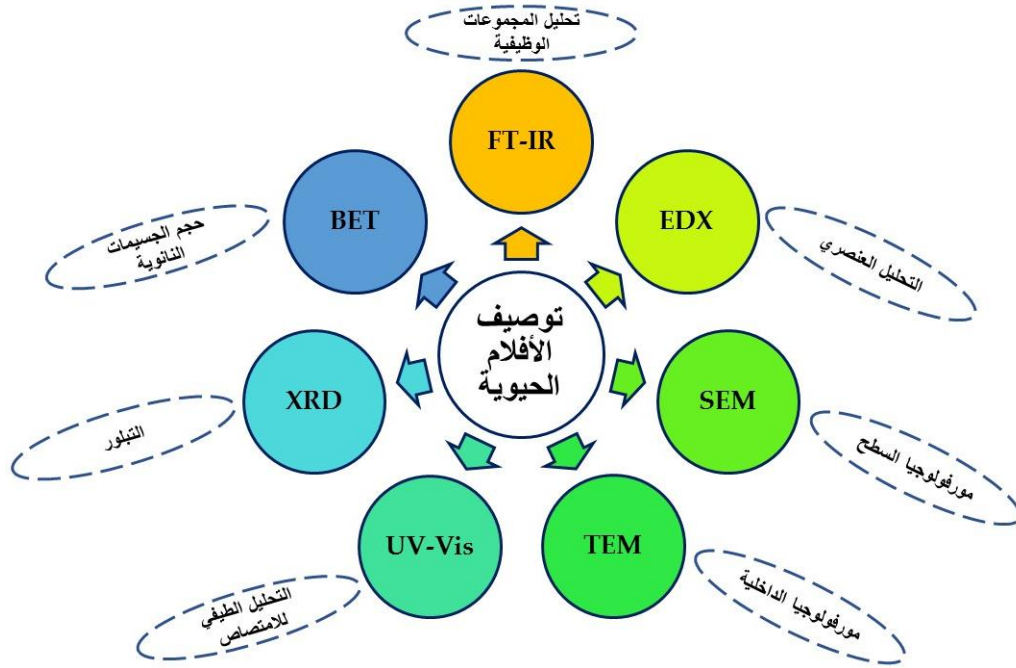 تحليل المجموعات
الوظيفية
FT-IR
EDX
التحليل العنصري
SEM
مورفولوجيا السطح
TEM
مورفولوجيا الداخلية
UV-Vis
التحليل الطيفي
للامتصاص
XRD
التبلور
BET
حجم الجسيمات
النانوية
توصيف
الأفلام
الحيوية